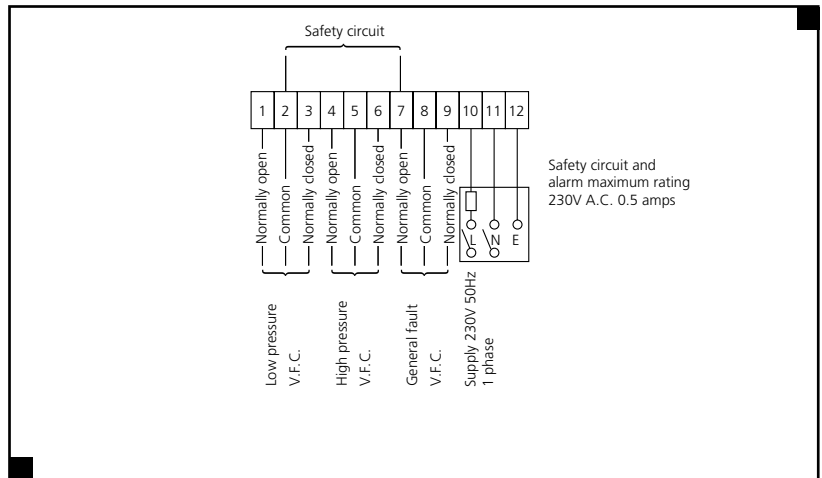 Safety circuit
1 2 3 4 5 6 7 8 9 10 11 12
Normally open
Common
Normally closed
Normally open
Common
Normally closed
Normally open
Common
Normally closed
L N E
Safety circuit and
alarm maximum rating
230V A.C. 0.5 amps
Low pressure
V.F.C.
High pressure
V.F.C.
General fault
V.F.C.
Supply 230V 50Hz
1 phase